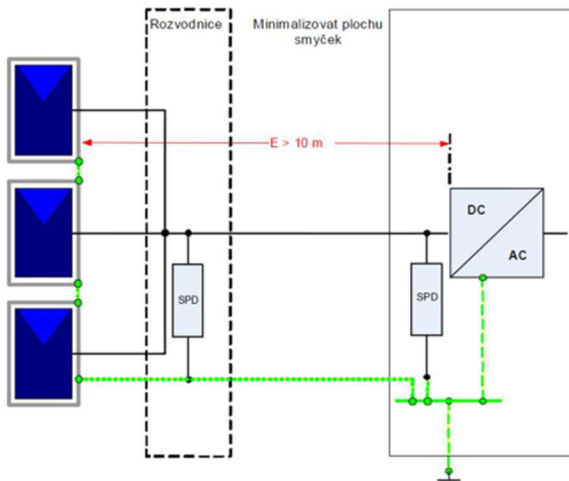 Rozvodnice
Minimalizovat plochu
smyček
E > 10 m
DC
AC
SPD
SPD